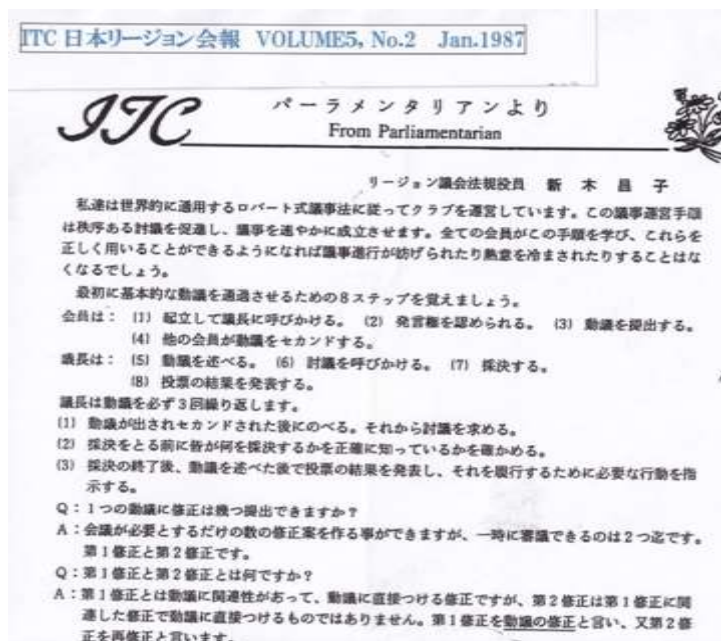 ITC 日本リージョン会報 VOLUME5, No.2 Jan.1987
ITC
パーラメンタリアンより
From Parliamentarian
リージョン議会法規役員 新木昌子
私達は世界的に通用するロバート式議事法に従ってクラブを運営しています。この議事運営手順
は秩序ある討議を促進し、議事を速やかに成立させます。全ての会員がこの手順を学び、これらを
正しく用いることができるようになれば議事進行が妨げられたり熱意を冷まされたりすることはな
くなるでしょう。
最初に基本的な動議を通過させるための8ステップを覚えましょう。
会員は： (1) 起立して議長に呼びかける。 (2) 発言権を認められる。 (3) 動議を提出する。
(4) 他の会員が動議をセカンドする。
議長は： (5) 動議を述べる。 (6) 討議を呼びかける。 (7) 採決する。
(8) 投票の結果を発表する。
議長は動議を必ず3回繰り返します。
(1) 動議が出されセカンドされた後にのべる。それから討議を求める。
(2) 採決をとる前に皆が何を採決するかを正確に知っているかを確かめる。
(3) 採決の終了後、動議を述べた後で投票の結果を発表し、それを履行するために必要な行動を指
示する。
Q：1つの動議に修正は幾つ提出できますか？
A：会議が必要とするだけの数の修正案を作る事ができますが、一時に審議できるのは2つ迄です。
第1修正と第2修正です。
Q：第1修正と第2修正とは何ですか？
A：第1修正とは動議に関連性があって、動議に直接つける修正ですが、第2修正は第1修正に関
連した修正で動議に直接つけるものではありません。第1修正を動議の修正と言い、又第2修
正を再修正と言います。